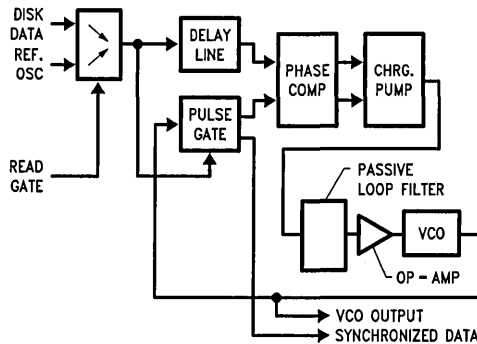 DISK
DATA
REF.
OSC
DELAY
LINE
PHASE
COMP
CHRG.
PUMP
PULSE
GATE
READ
GATE
PASSIVE
LOOP FILTER
VCO
OP-AMP
VCO OUTPUT
SYNCHRONIZED DATA